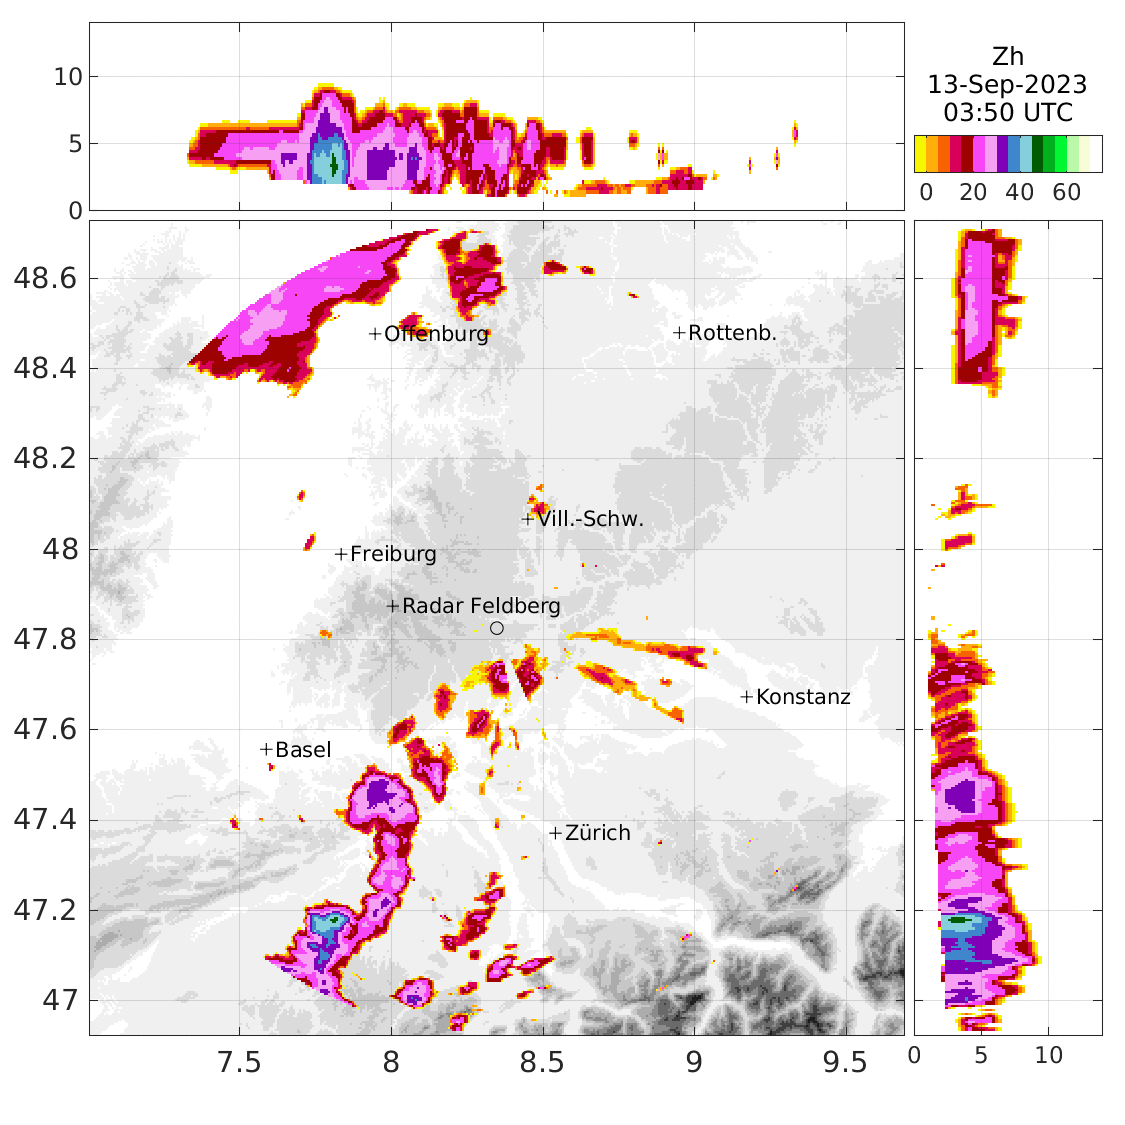 10
5
0
Zh
13-Sep-2023
03:50 UTC
0 20 40 60
48.6
48.4
48.2
48
47.8
47.6
47.4
47.2
47
Offenburg
Rottenb.
Vill.-Schw.
Freiburg
Radar Feldberg
Konstanz
Basel
Zürich
7.5 8 8.5 9 9.5
0 5 10